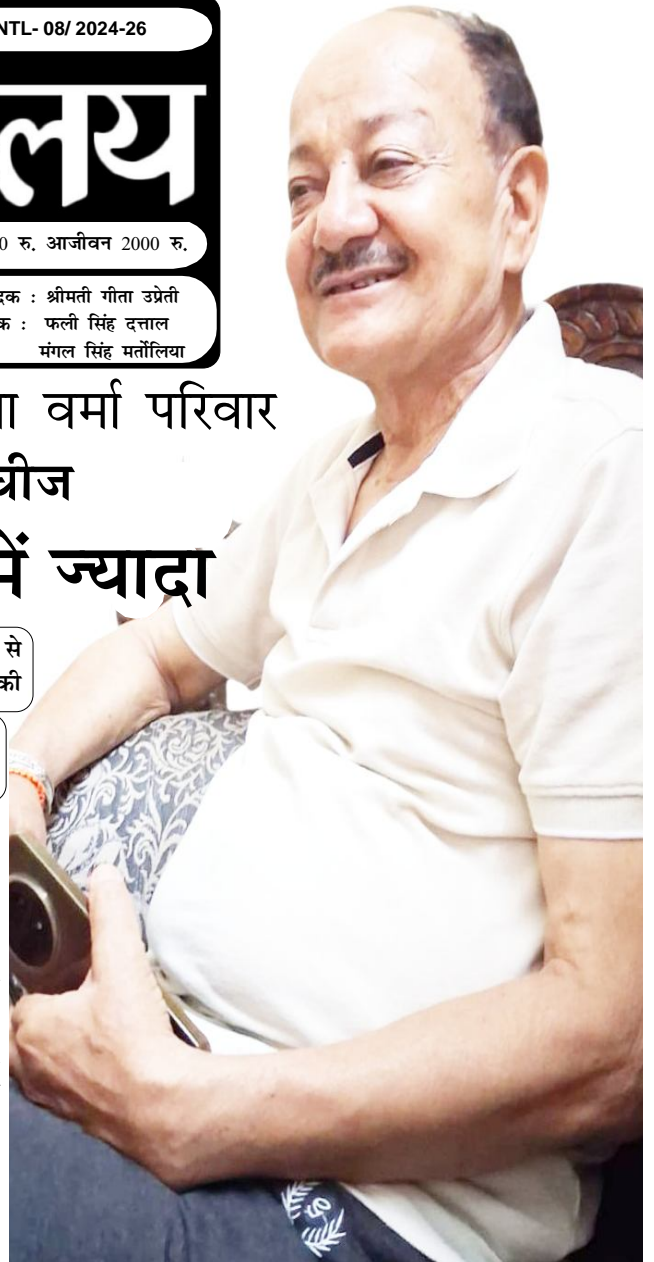 NTL- 08/ 2024-26
लय
0 रु. आजीवन 2000 रु.
दक : श्रीमती गीता उप्रेती
क : फली सिंह दत्ताल
मंगल सिंह मर्तोलिया
वर्मा परिवार
में ज्यादा
से
की